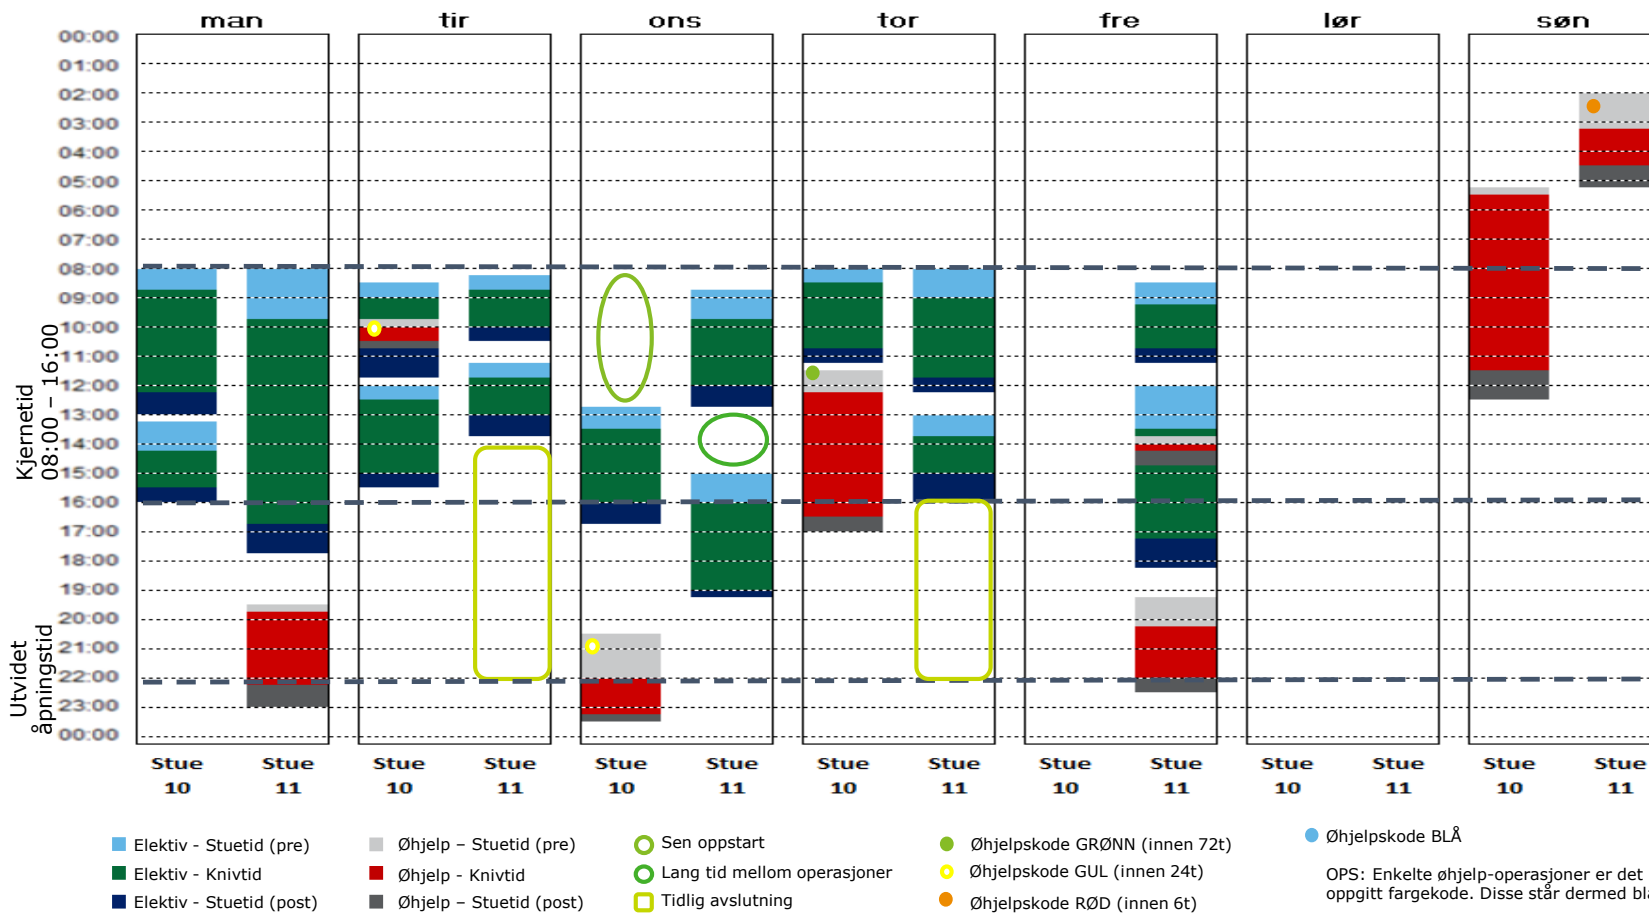 man tir ons tor fre lør søn
00:00
01:00
02:00
03:00
04:00
05:00
06:00
07:00
08:00
09:00
10:00
11:00
12:00
13:00
14:00
15:00
16:00
17:00
18:00
19:00
20:00
21:00
22:00
23:00
00:00
Kjernetid
08:00 – 16:00
Utvidet
åpningstid
Stue Stue Stue Stue Stue Stue Stue Stue Stue Stue Stue Stue Stue Stue
10 11 10 11 10 11 10 11 10 11 10 11 10 11
Elektiv - Stuetid (pre)
Elektiv - Knivtid
Elektiv - Stuetid (post)
Øhjelp – Stuetid (pre)
Øhjelp - Knivtid
Øhjelp – Stuetid (post)
Sen oppstart
Lang tid mellom operasjoner
Tidlig avslutning
Øhjelpskode GRØNN (innen 72t)
Øhjelpskode GUL (innen 24t)
Øhjelpskode RØD (innen 6t)
Øhjelpskode BLÅ
OPS: Enkelte øhjelp-operasjoner er det
oppgitt fargekode. Disse står dermed